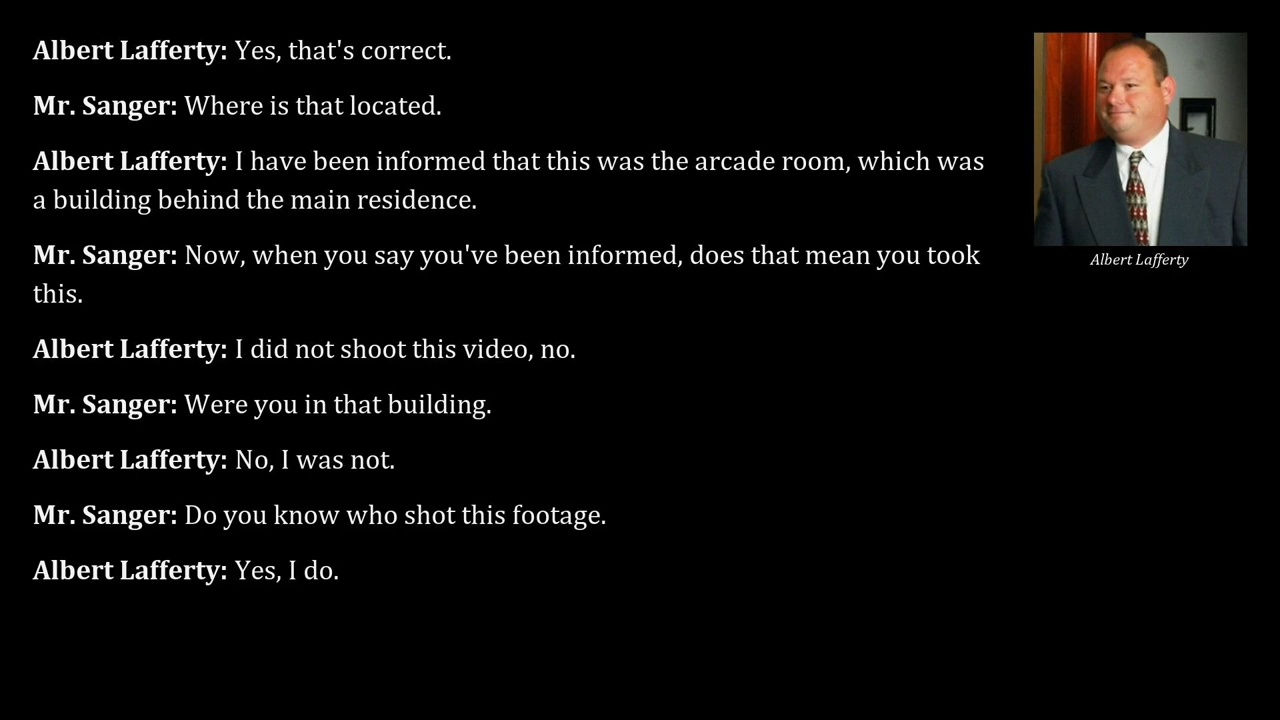 Albert Lafferty: Yes, that's correct.
Mr. Sanger: Where is that located.
Albert Lafferty: I have been informed that this was the arcade room, which was
a building behind the main residence.
Mr. Sanger: Now, when you say you've been informed, does that mean you took
this.
Albert Lafferty: I did not shoot this video, no.
Mr. Sanger: Were you in that building.
Albert Lafferty: No, I was not.
Mr. Sanger: Do you know who shot this footage.
Albert Lafferty: Yes, I do.
Albert Lafferty